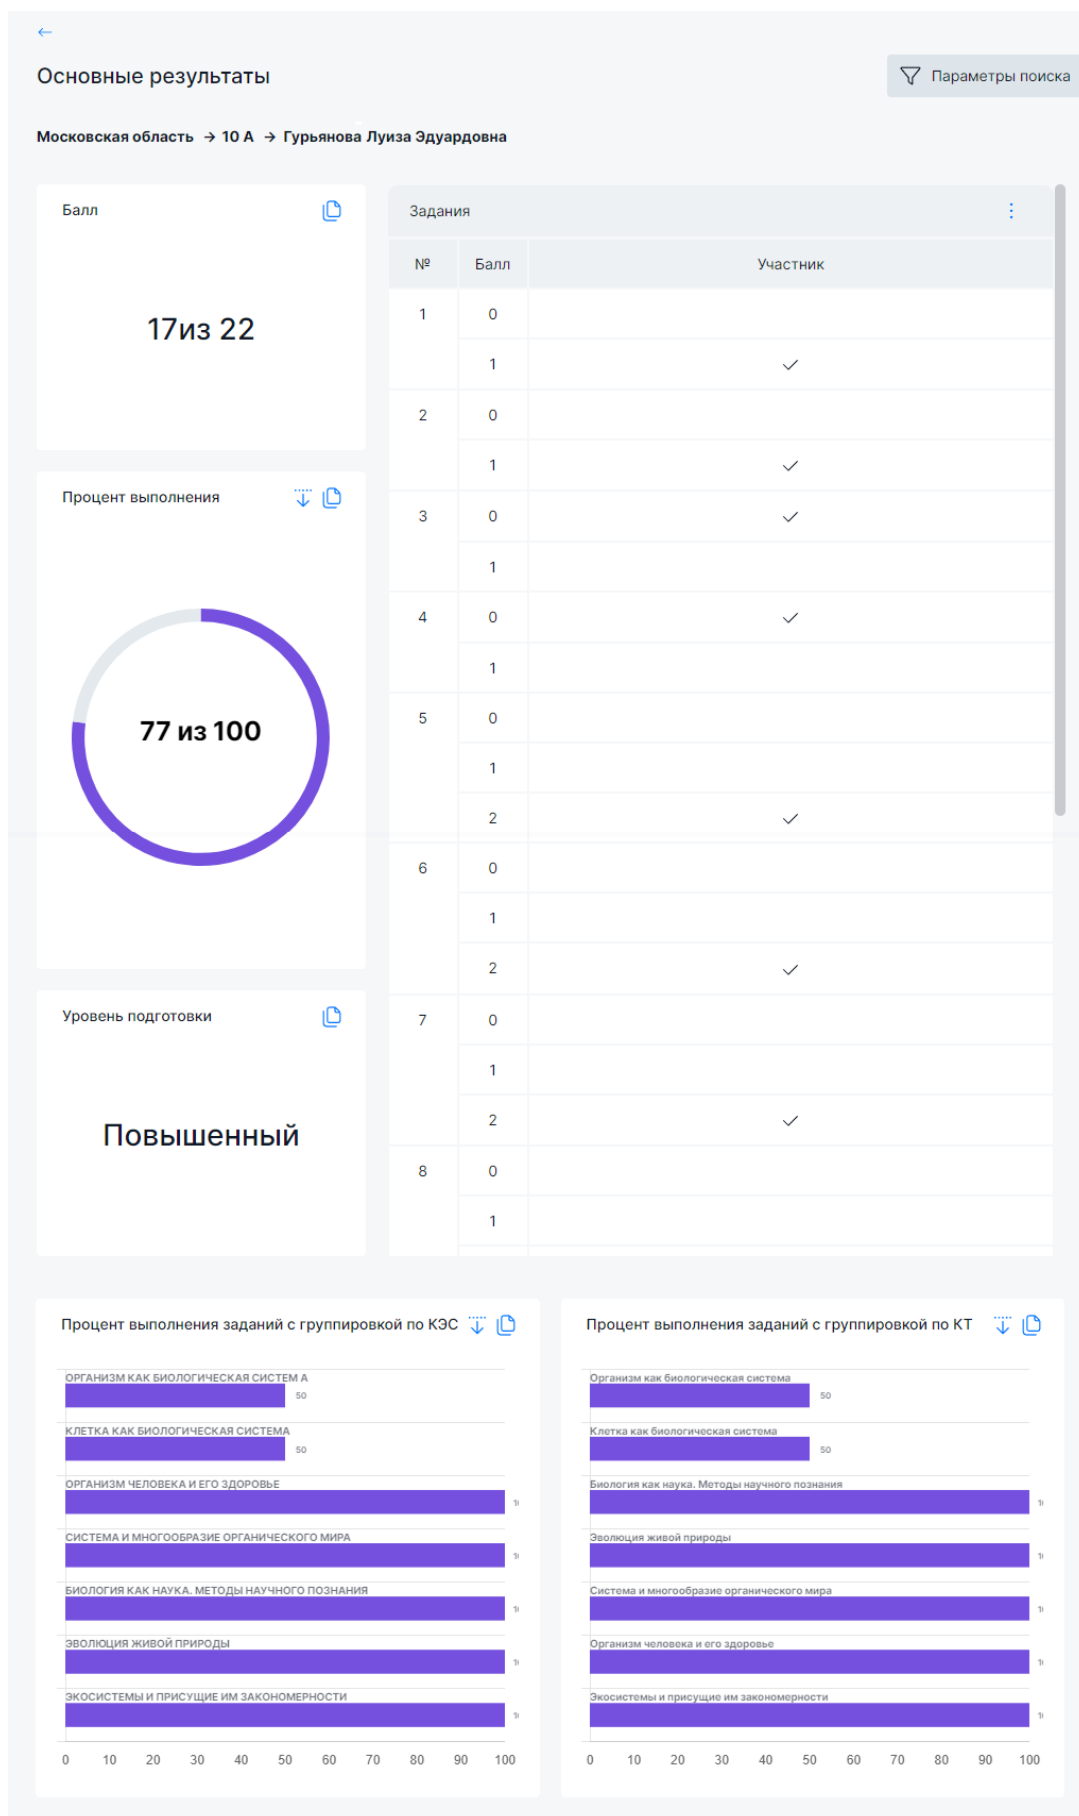 ←
Основные результаты
Параметры поиска
Московская область → 10 А → Гурьянова Луиза Эдуардовна
Балл
17из 22
Процент выполнения
77 из 100
Уровень подготовки
Повышенный
Задания
№ Балл Участник
1 0
1 ✓
2 0
1 ✓
3 0 ✓
1
4 0 ✓
1
5 0
1
2 ✓
6 0
1
2 ✓
7 0
1
2 ✓
8 0
1
Процент выполнения заданий с группировкой по КЭС
ОРГАНИЗМ КАК БИОЛОГИЧЕСКАЯ СИСТЕМ А
50
КЛЕТКА КАК БИОЛОГИЧЕСКАЯ СИСТЕМА
50
ОРГАНИЗМ ЧЕЛОВЕКА И ЕГО ЗДОРОВЬЕ
СИСТЕМА И МНОГООБРАЗИЕ ОРГАНИЧЕСКОГО МИРА
БИОЛОГИЯ КАК НАУКА. МЕТОДЫ НАУЧНОГО ПОЗНАНИЯ
ЭВОЛЮЦИЯ ЖИВОЙ ПРИРОДЫ
ЭКОСИСТЕМЫ И ПРИСУЩИЕ ИМ ЗАКОНОМЕРНОСТИ
0 10 20 30 40 50 60 70 80 90 100
Процент выполнения заданий с группировкой по КТ
Организм как биологическая система
50
Клетка как биологическая система
50
Биология как наука. Методы научного познания
Эволюция живой природы
Система и многообразие органического мира
Организм человека и его здоровье
Экосистемы и присущие им закономерности
0 10 20 30 40 50 60 70 80 90 100